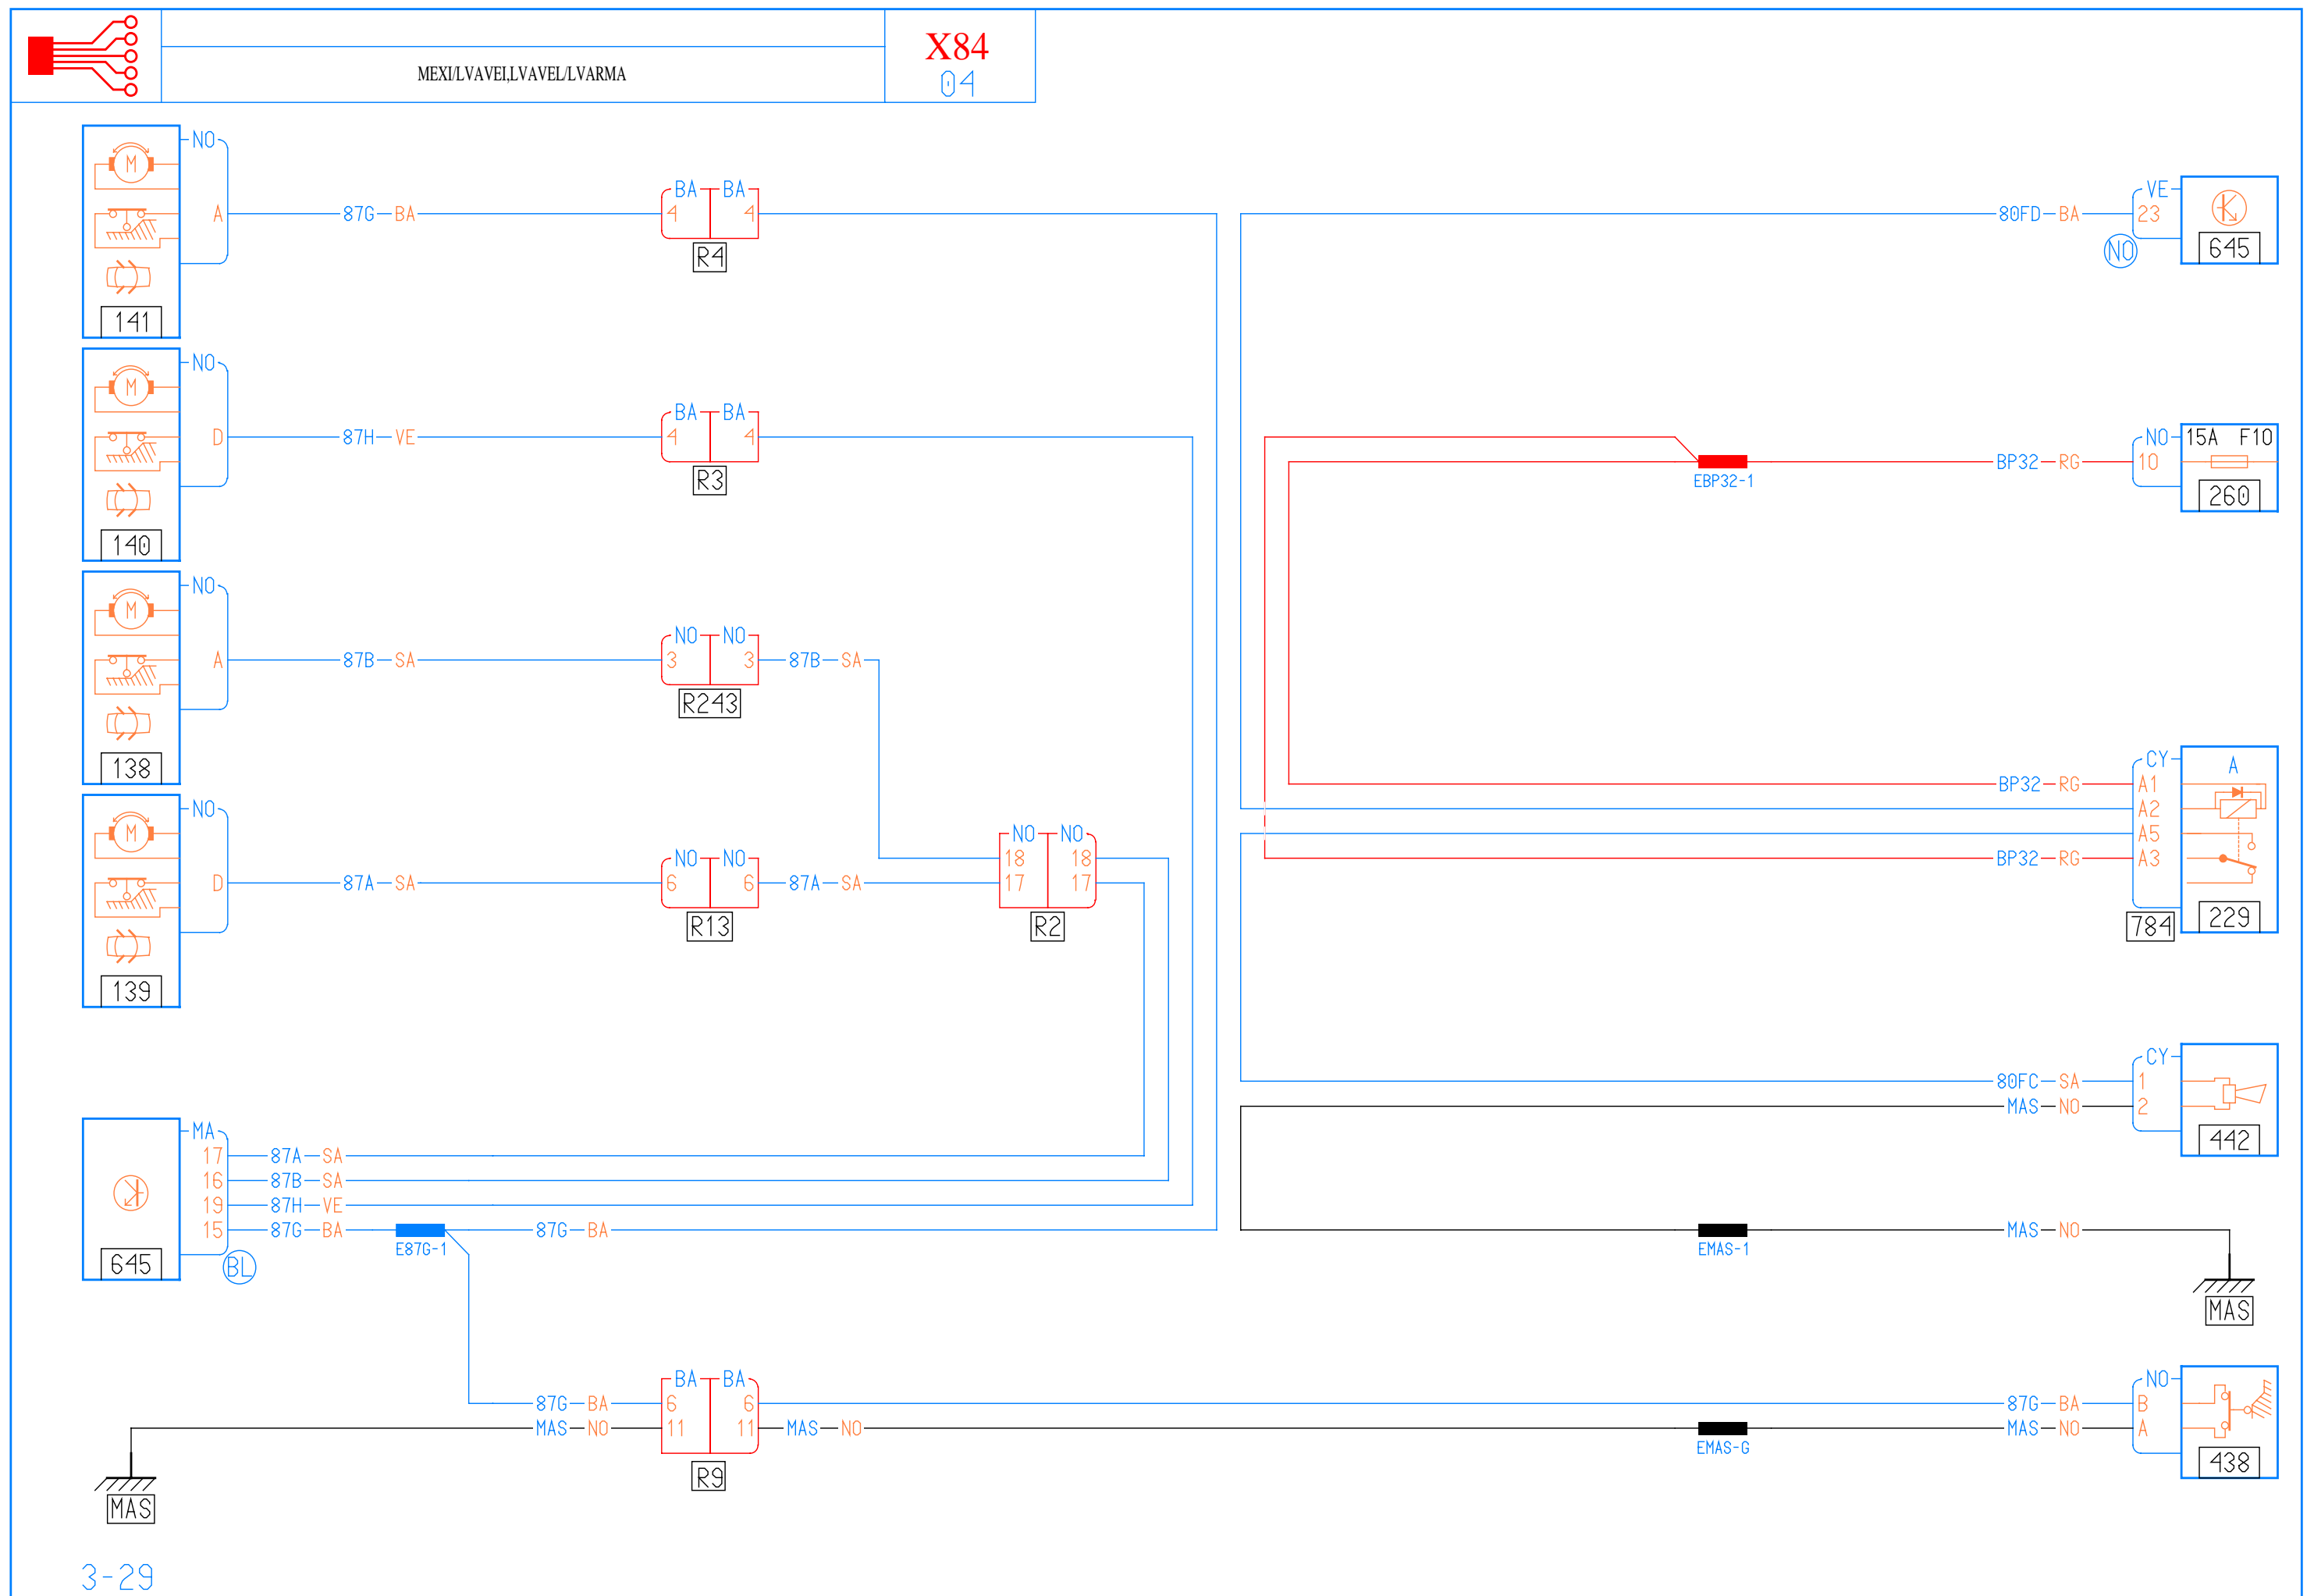 X84
MEXI/LVAVEI,LVAVEL/LVARMA
04
NO
M
A
87G BA
BA BA
4 4
R4
141
80FD BA
VE
23
NO
645
NO
M
D
87H VE
BA BA
4 4
R3
140
EBP32-1
BP32 RG
NO
10
15A F10
260
NO
M
A
87B SA
NO NO
3 3
R243
87B SA
138
BP32 RG
BP32 RG
CY
A1
A2
A5
A3
A
784
229
NO
M
D
87A SA
NO NO
6 6
R13
87A SA
NO NO
18 18
17 17
R2
139
80FC SA
MAS NO
CY
1
2
442
MA
17 87A SA
16 87B SA
19 87H VE
15 87G BA
E87G-1
87G BA
645
BL
EMAS-1
MAS NO
MAS
BA BA
87G BA 6 6
MAS NO 11 11 MAS NO
R9
MAS
EMAS-G
87G BA
MAS NO
NO
B
A
438
3-29